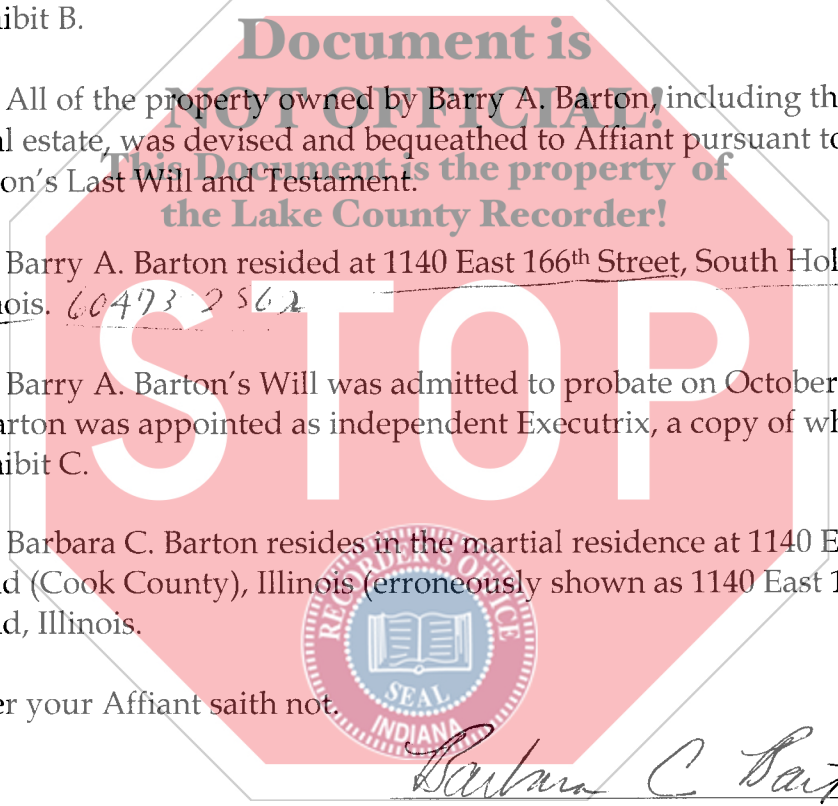 ibit B.
Document is
All of the property owned by Barry A. Barton, including th
NOT OFFICIAL!
al estate, was devised and bequeathed to Affiant pursuant to
This Document is the property of
on's Last Will and Testament.
the Lake County Recorder!
Barry A. Barton resided at 1140 East 166th Street, South Hol
ois. 60473 2562
STOP
Barry A. Barton's Will was admitted to probate on October
arton was appointed as independent Executrix, a copy of wh
ibit C.
Barbara C. Barton resides in the martial residence at 1140 E
d (Cook County), Illinois (erroneously shown as 1140 East 1
d, Illinois.
RECORDER'S OFFICE
SEAL
INDIANA
er your Affiant saith not.
Barbara C Bart